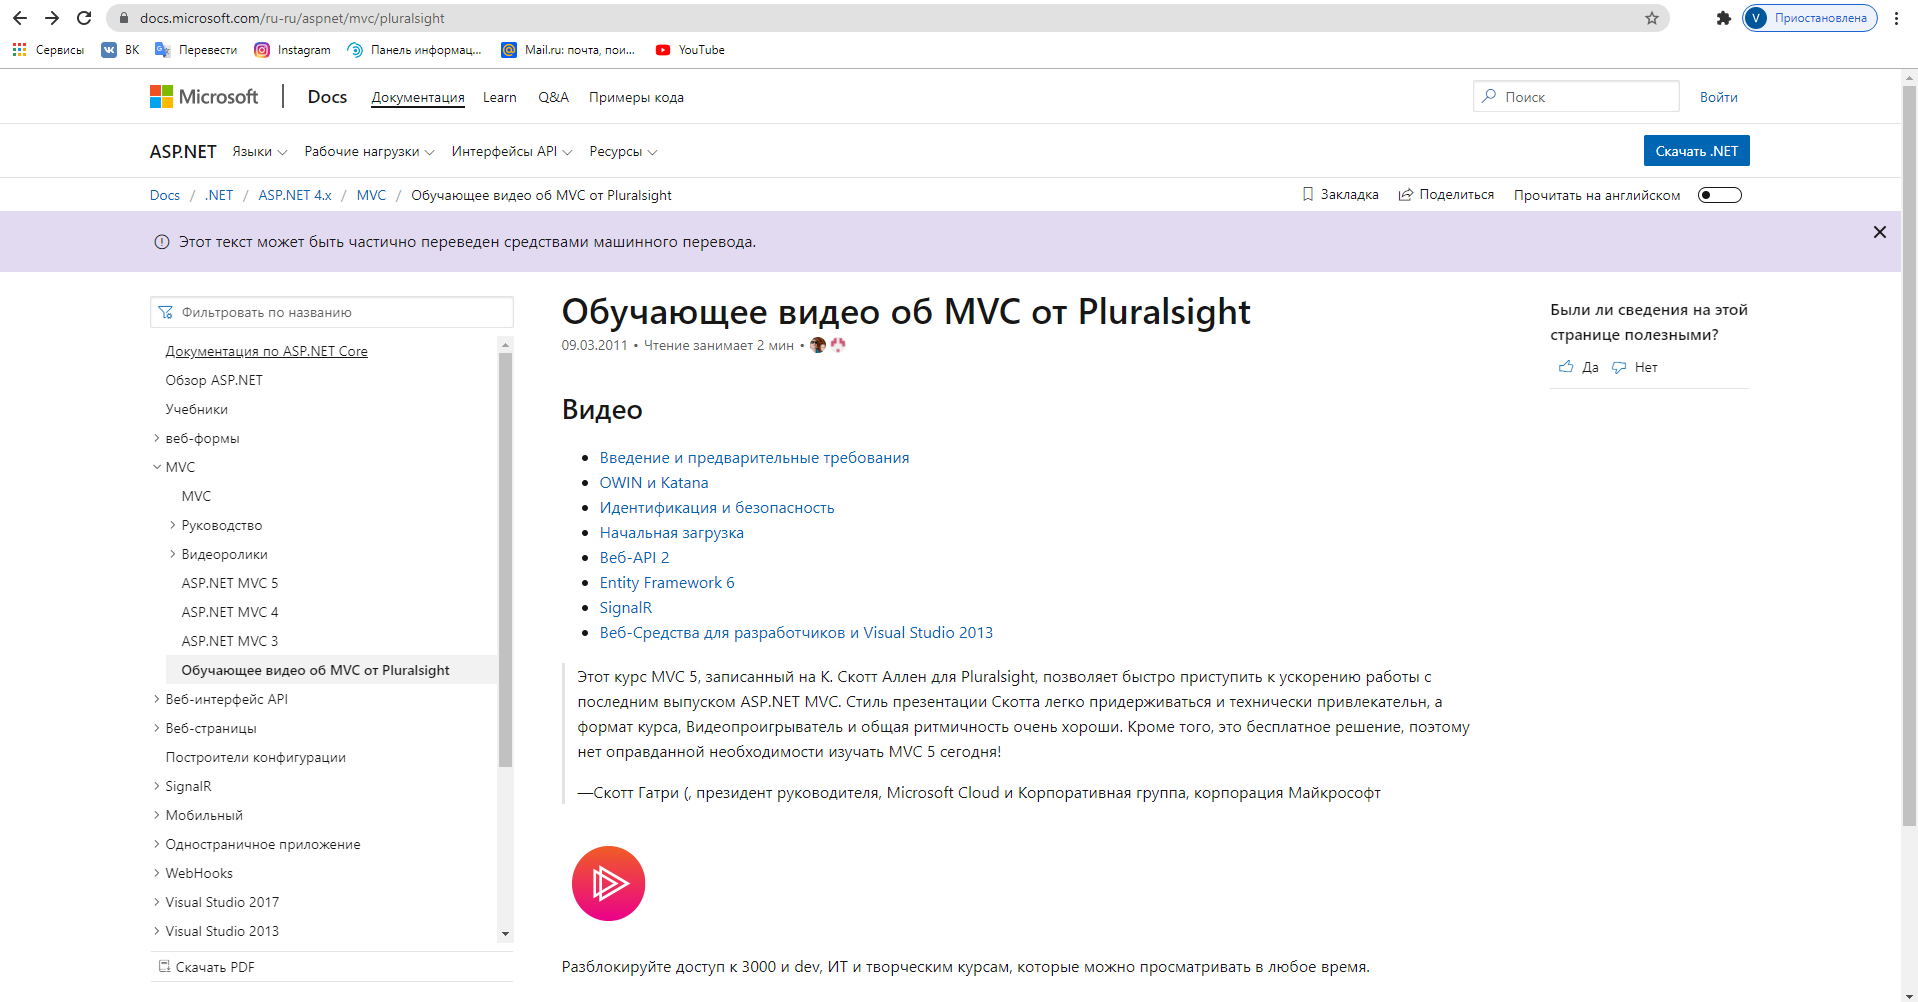 docs.microsoft.com/ru-ru/aspnet/mvc/pluralsight
V Приостановлена
Сервисы ВК Перевести Instagram Панель информац... Mail.ru: почта, пои... YouTube
Microsoft Docs Документация Learn Q&A Примеры кода Поиск Войти
ASP.NET Языки Рабочие нагрузки Интерфейсы API Ресурсы Скачать .NET
Docs / .NET / ASP.NET 4.x / MVC / Обучающее видео об MVC от Pluralsight Закладка Поделиться Прочитать на английском
Этот текст может быть частично переведен средствами машинного перевода.
Фильтровать по названию
Документация по ASP.NET Core
Обзор ASP.NET
Учебники
веб-формы
MVC
MVC
Руководство
Видеоролики
ASP.NET MVC 5
ASP.NET MVC 4
ASP.NET MVC 3
Обучающее видео об MVC от Pluralsight
Веб-интерфейс API
Веб-страницы
Построители конфигурации
SignalR
Мобильный
Одностраничное приложение
WebHooks
Visual Studio 2017
Visual Studio 2013
Скачать PDF
Обучающее видео об MVC от Pluralsight
09.03.2011 • Чтение занимает 2 мин •
Видео
• Введение и предварительные требования
• OWIN и Katana
• Идентификация и безопасность
• Начальная загрузка
• Веб-API 2
• Entity Framework 6
• SignalR
• Веб-Средства для разработчиков и Visual Studio 2013
Этот курс MVC 5, записанный на К. Скотт Аллен для Pluralsight, позволяет быстро приступить к ускорению работы с
последним выпуском ASP.NET MVC. Стиль презентации Скотта легко придерживаться и технически привлекательн, а
формат курса, Видеопроигрыватель и общая ритмичность очень хороши. Кроме того, это бесплатное решение, поэтому
нет оправданной необходимости изучать MVC 5 сегодня!
—Скотт Гатри (, президент руководителя, Microsoft Cloud и Корпоративная группа, корпорация Майкрософт
Разблокируйте доступ к 3000 и dev, ИТ и творческим курсам, которые можно просматривать в любое время.
Были ли сведения на этой
странице полезными?
Да Нет